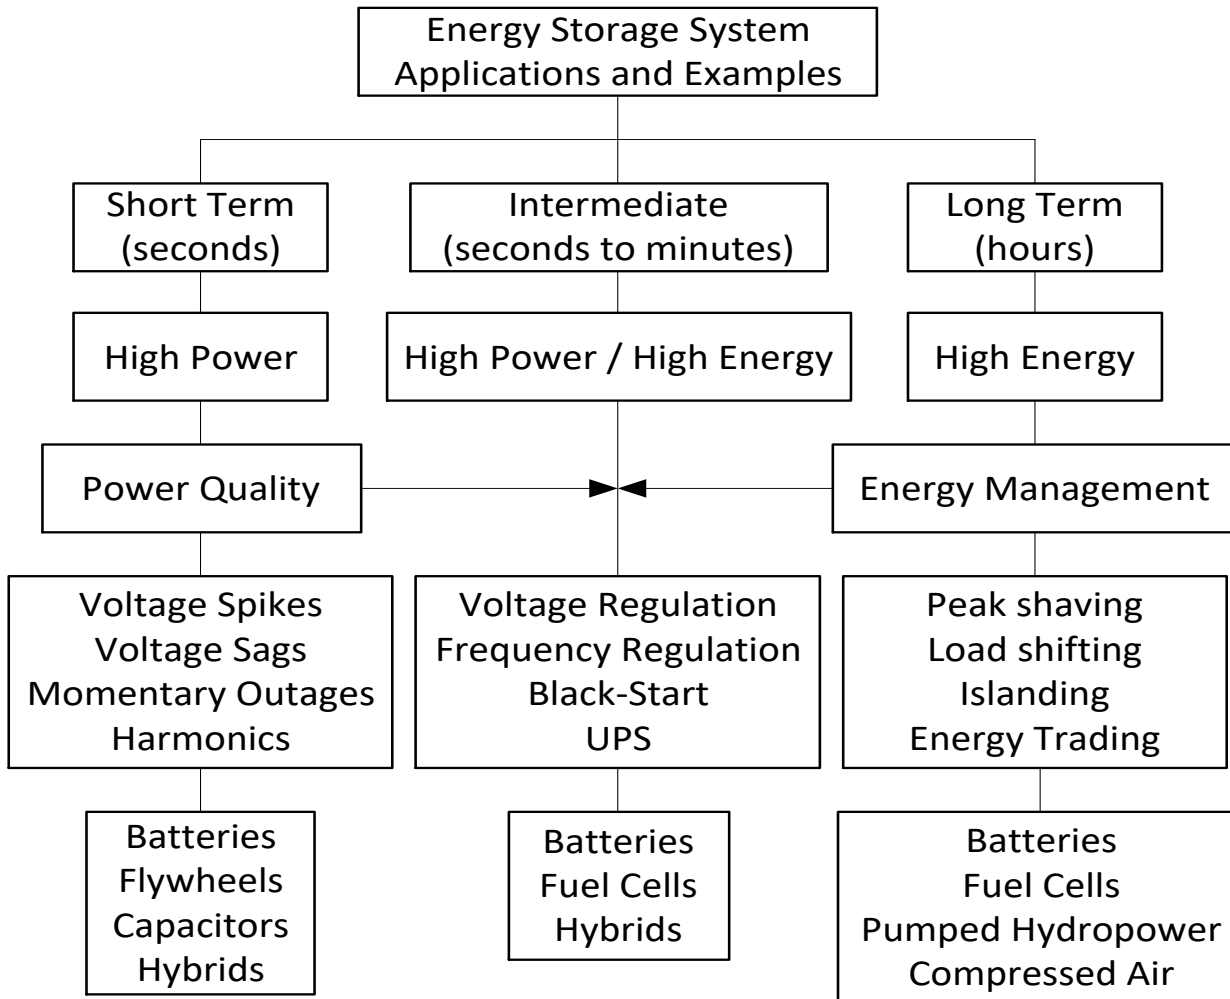 Energy Storage System
Applications and Examples
Short Term
(seconds)
Intermediate
(seconds to minutes)
Long Term
(hours)
High Power
High Power / High Energy
High Energy
Power Quality
Energy Management
Voltage Spikes
Voltage Sags
Momentary Outages
Harmonics
Voltage Regulation
Frequency Regulation
Black-Start
UPS
Peak shaving
Load shifting
Islanding
Energy Trading
Batteries
Flywheels
Capacitors
Hybrids
Batteries
Fuel Cells
Hybrids
Batteries
Fuel Cells
Pumped Hydropower
Compressed Air